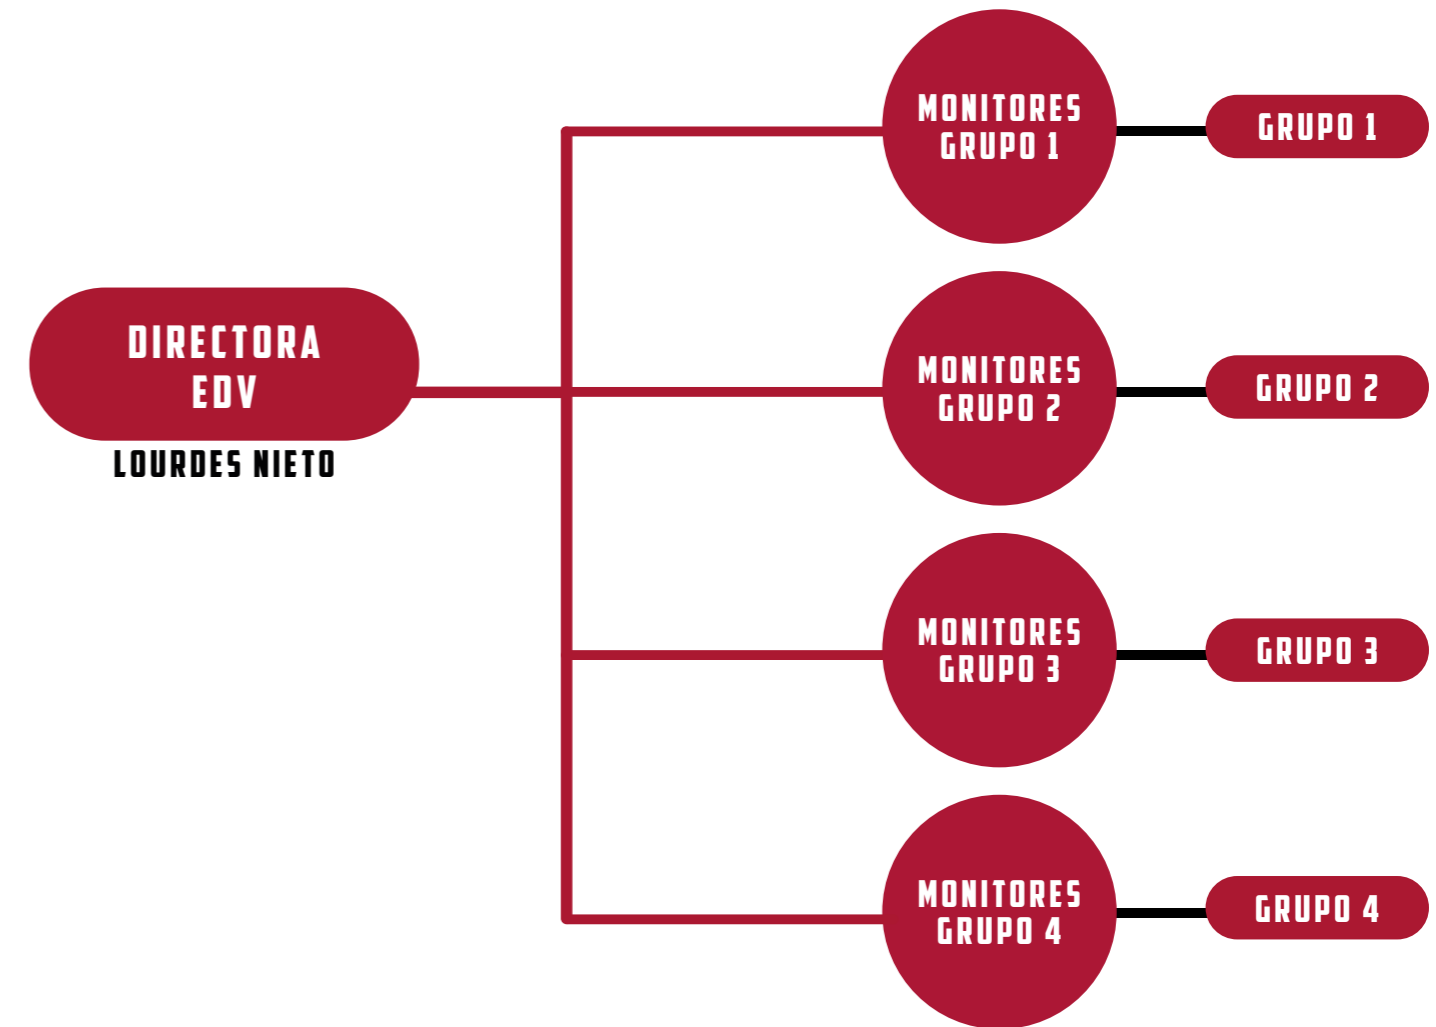 DIRECTORA
EDV
LOURDES NIETO
MONITORES
GRUPO 1
GRUPO 1
MONITORES
GRUPO 2
GRUPO 2
MONITORES
GRUPO 3
GRUPO 3
MONITORES
GRUPO 4
GRUPO 4